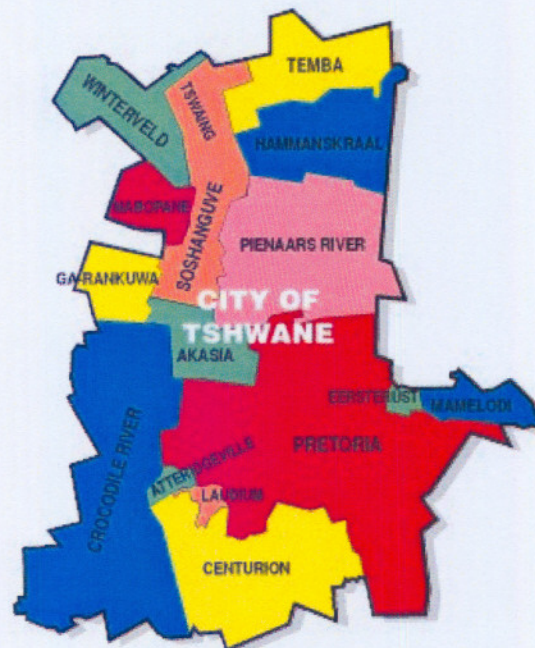 TEMBA
WINTERVELD
TSWAING
HAMMANSKRAAL
MABOPANE
SOSHANGUVE
PIENAARS RIVER
GA-RANKUWA
CITY OF
TSHWANE
AKASIA
EERSTERUST
MAMELODI
CROCODILE RIVER
ATTERIDGEVILLE
PRETORIA
LAUDIUM
CENTURION